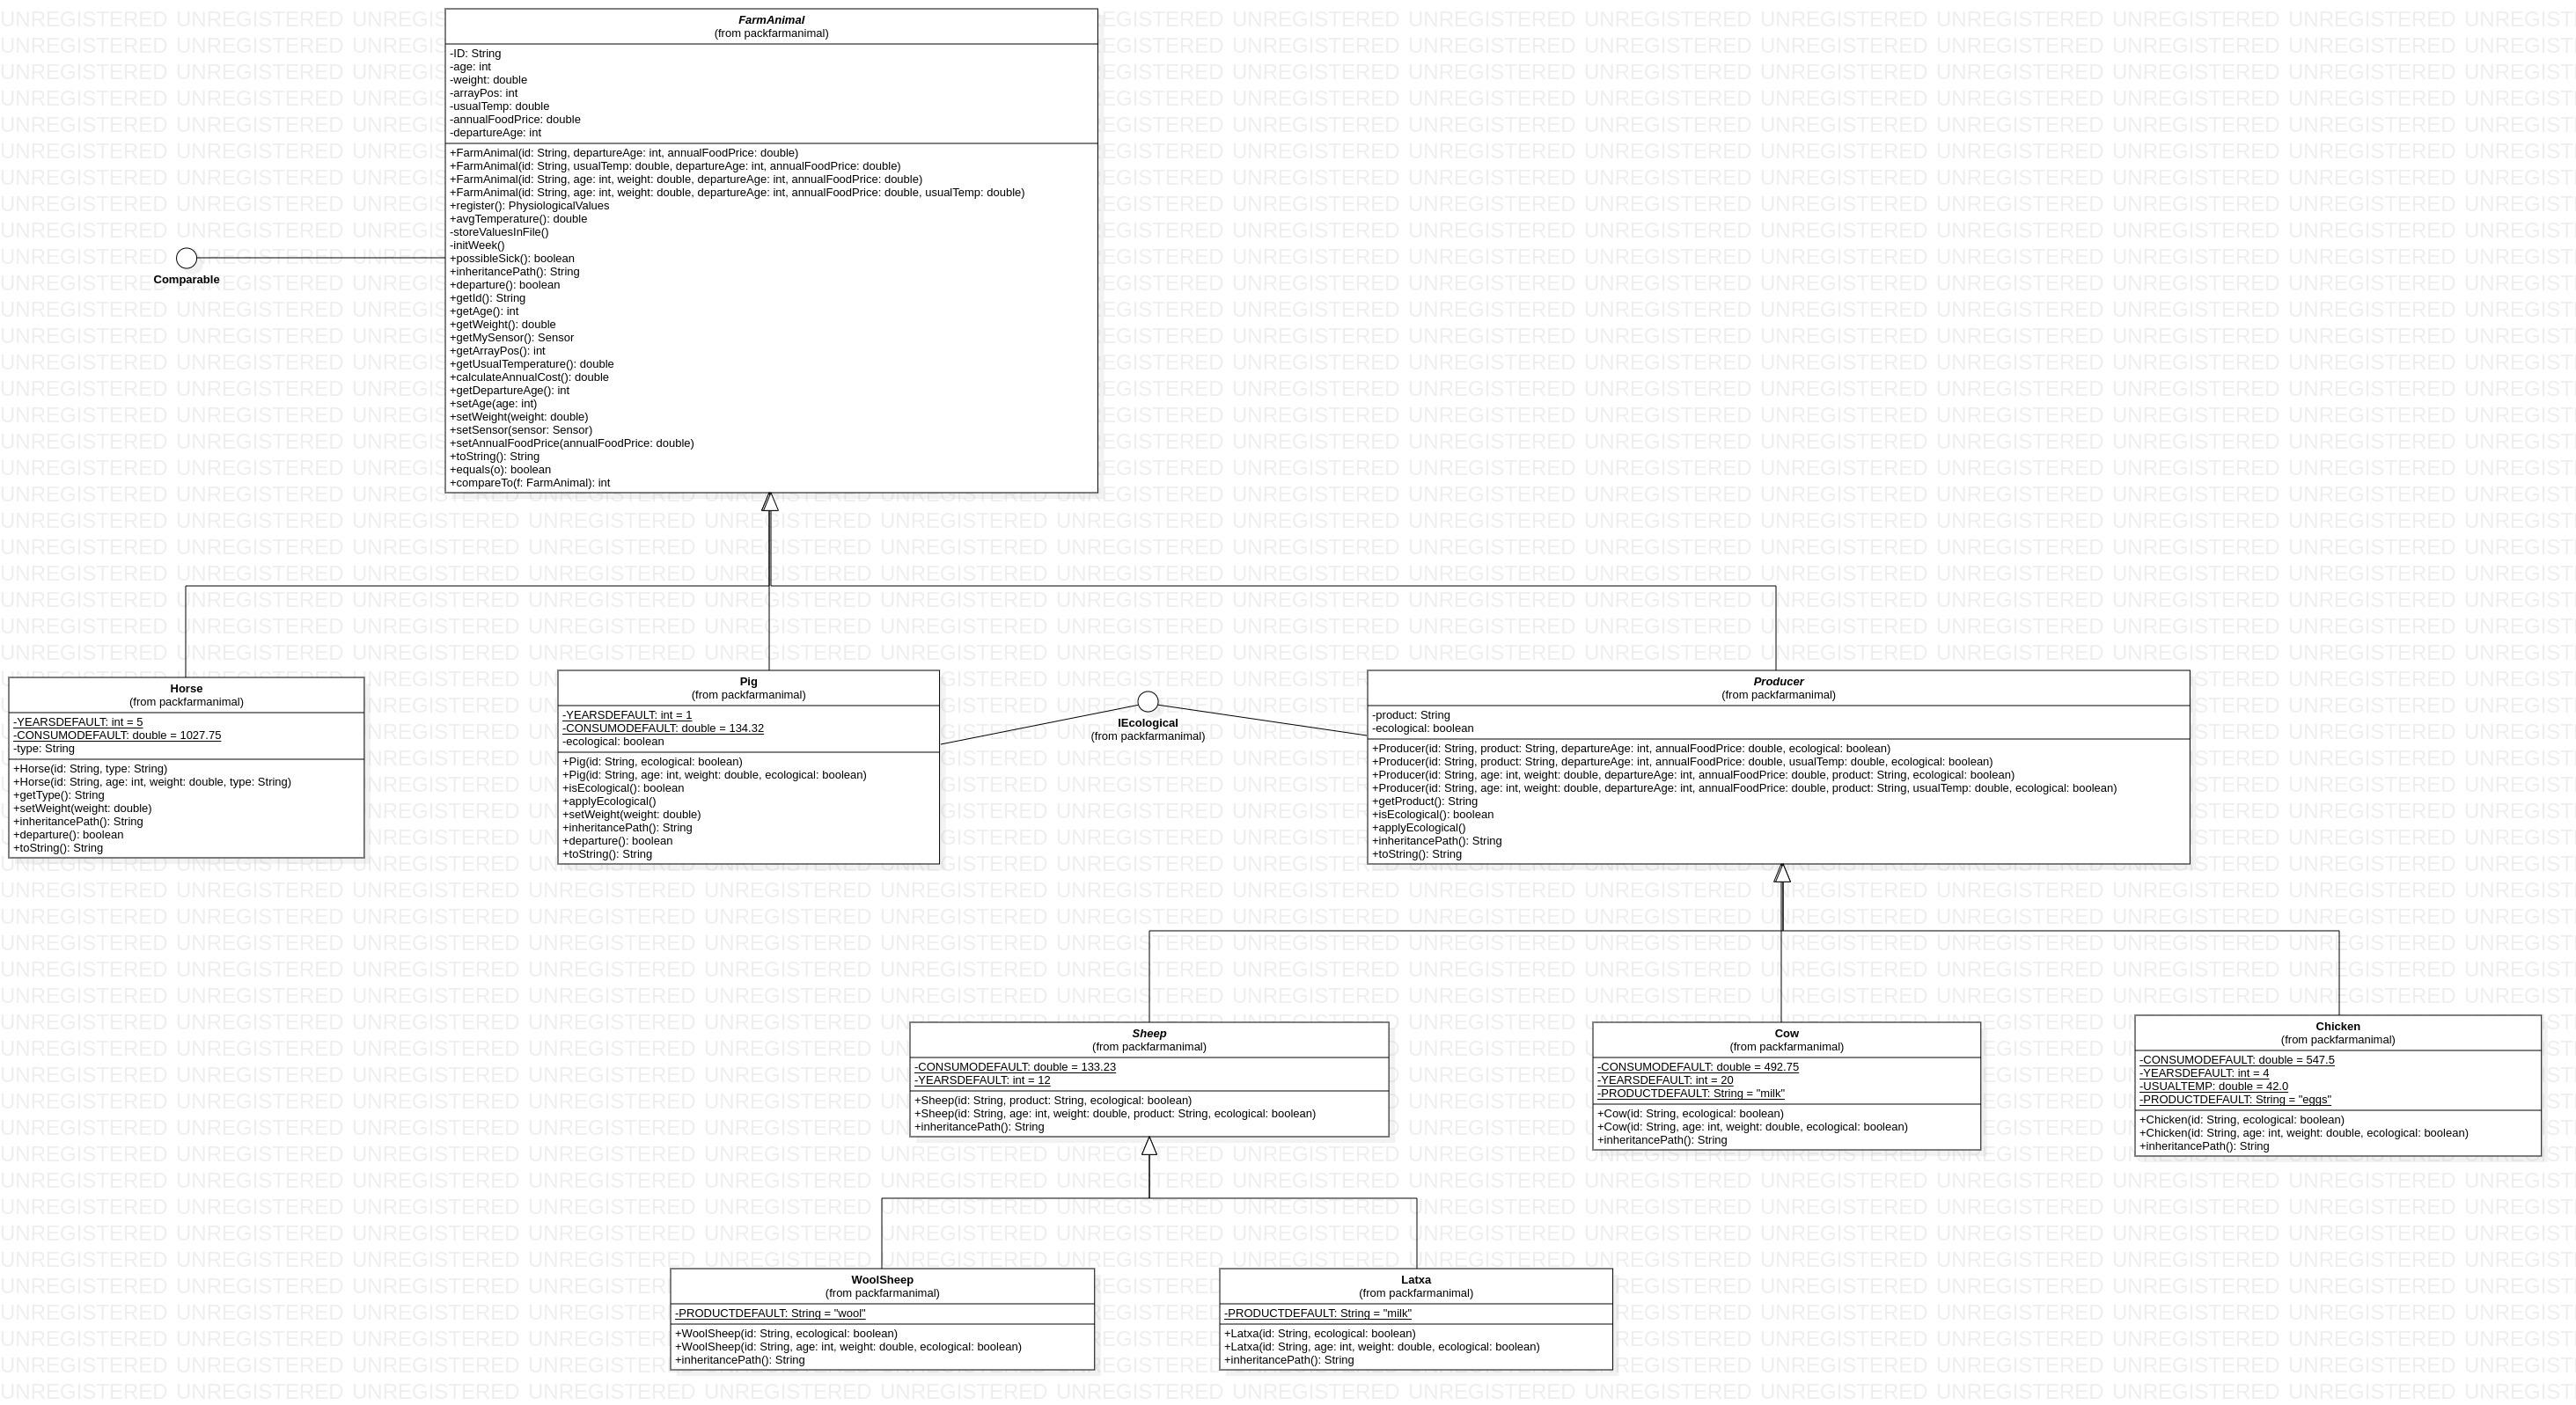 FarmAnimal
(from packfarmanimal)
-ID: String
-age: int
-weight: double
-arrayPos: int
-usualTemp: double
-annualFoodPrice: double
-departureAge: int
+FarmAnimal(id: String, departureAge: int, annualFoodPrice: double)
+FarmAnimal(id: String, usualTemp: double, departureAge: int, annualFoodPrice: double)
+FarmAnimal(id: String, age: int, weight: double, departureAge: int, annualFoodPrice: double)
+FarmAnimal(id: String, age: int, weight: double, departureAge: int, annualFoodPrice: double, usualTemp: double)
+register(): PhysiologicalValues
+avgTemperature(): double
-storeValuesInFile()
-initWeek()
+possibleSick(): boolean
+inheritancePath(): String
+departure(): boolean
+getId(): String
+getAge(): int
+getWeight(): double
+getMySensor(): Sensor
+getArrayPos(): int
+getUsualTemperature(): double
+calculateAnnualCost(): double
+getDepartureAge(): int
+setAge(age: int)
+setWeight(weight: double)
+setSensor(sensor: Sensor)
+setAnnualFoodPrice(annualFoodPrice: double)
+toString(): String
+equals(o): boolean
+compareTo(f: FarmAnimal): int
Comparable
Horse
(from packfarmanimal)
-YEARSDEFAULT: int = 5
-CONSUMODEFAULT: double = 1027.75
-type: String
+Horse(id: String, type: String)
+Horse(id: String, age: int, weight: double, type: String)
+getType(): String
+setWeight(weight: double)
+inheritancePath(): String
+departure(): boolean
+toString(): String
Pig
(from packfarmanimal)
-YEARSDEFAULT: int = 1
-CONSUMODEFAULT: double = 134.32
-ecological: boolean
+Pig(id: String, ecological: boolean)
+Pig(id: String, age: int, weight: double, ecological: boolean)
+isEcological(): boolean
+applyEcological()
+setWeight(weight: double)
+inheritancePath(): String
+departure(): boolean
+toString(): String
IEcological
(from packfarmanimal)
Producer
(from packfarmanimal)
-product: String
-ecological: boolean
+Producer(id: String, product: String, departureAge: int, annualFoodPrice: double, ecological: boolean)
+Producer(id: String, product: String, departureAge: int, annualFoodPrice: double, usualTemp: double, ecological: boolean)
+Producer(id: String, age: int, weight: double, departureAge: int, annualFoodPrice: double, product: String, ecological: boolean)
+Producer(id: String, age: int, weight: double, departureAge: int, annualFoodPrice: double, product: String, usualTemp: double, ecological: boolean)
+getProduct(): String
+isEcological(): boolean
+applyEcological()
+inheritancePath(): String
+toString(): String
Sheep
(from packfarmanimal)
-CONSUMODEFAULT: double = 133.23
-YEARSDEFAULT: int = 12
+Sheep(id: String, product: String, ecological: boolean)
+Sheep(id: String, age: int, weight: double, product: String, ecological: boolean)
+inheritancePath(): String
Cow
(from packfarmanimal)
-CONSUMODEFAULT: double = 492.75
-YEARSDEFAULT: int = 20
-PRODUCTDEFAULT: String = "milk"
+Cow(id: String, ecological: boolean)
+Cow(id: String, age: int, weight: double, ecological: boolean)
+inheritancePath(): String
Chicken
(from packfarmanimal)
-CONSUMODEFAULT: double = 547.5
-YEARSDEFAULT: int = 4
-USUALTEMP: double = 42.0
-PRODUCTDEFAULT: String = "eggs"
+Chicken(id: String, ecological: boolean)
+Chicken(id: String, age: int, weight: double, ecological: boolean)
+inheritancePath(): String
WoolSheep
(from packfarmanimal)
-PRODUCTDEFAULT: String = "wool"
+WoolSheep(id: String, ecological: boolean)
+WoolSheep(id: String, age: int, weight: double, ecological: boolean)
+inheritancePath(): String
Latxa
(from packfarmanimal)
-PRODUCTDEFAULT: String = "milk"
+Latxa(id: String, ecological: boolean)
+Latxa(id: String, age: int, weight: double, ecological: boolean)
+inheritancePath(): String
UNREGISTERED